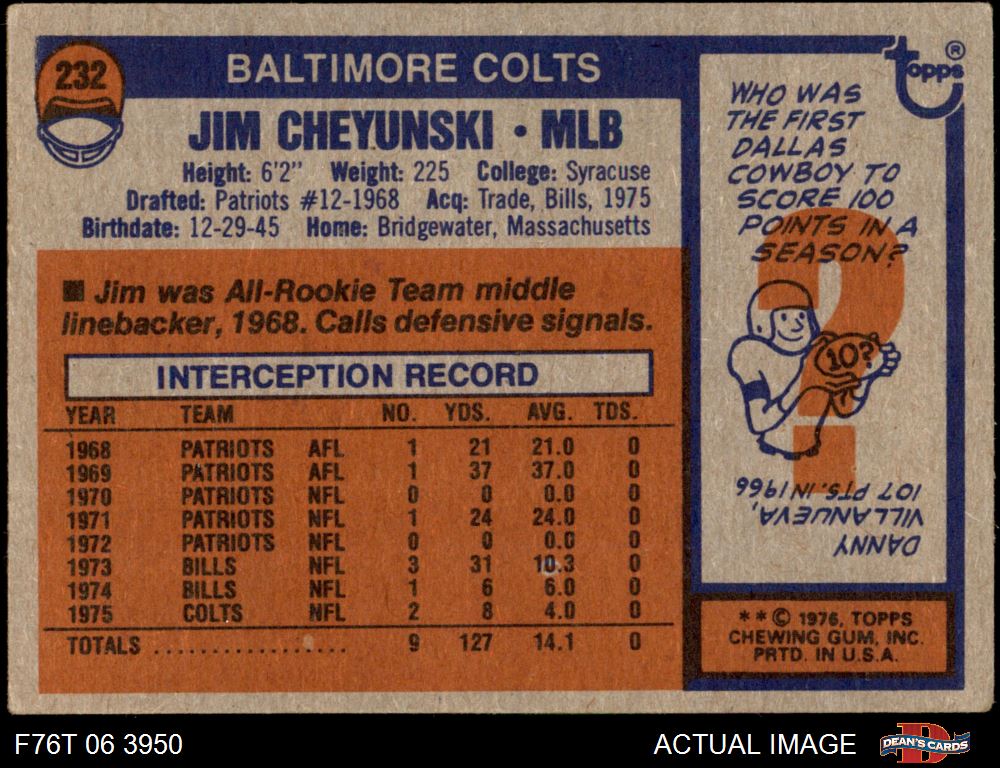 232
BALTIMORE COLTS
JIM CHEYUNSKI • MLB
Height: 6'2" Weight: 225 College: Syracuse
Drafted: Patriots #12-1968 Acq: Trade, Bills, 1975
Birthdate: 12-29-45 Home: Bridgewater, Massachusetts
■ Jim was All-Rookie Team middle
linebacker, 1968. Calls defensive signals.
INTERCEPTION RECORD
YEAR TEAM NO. YDS. AVG. TDS.
1968 PATRIOTS AFL 1 21 21.0 0
1969 PATRIOTS AFL 1 37 37.0 0
1970 PATRIOTS NFL 0 0 0.0 0
1971 PATRIOTS NFL 1 24 24.0 0
1972 PATRIOTS NFL 0 0 0.0 0
1973 BILLS NFL 3 31 10.3 0
1974 BILLS NFL 1 6 6.0 0
1975 COLTS NFL 2 8 4.0 0
TOTALS .................. 9 127 14.1 0
Topps ®
WHO WAS
THE FIRST
DALLAS
COWBOY TO
SCORE 100
POINTS IN A
SEASON?
?
10?
DANNY
VILLANUEVA,
107 PTS. IN 1966
* * © 1976, TOPPS
CHEWING GUM, INC.
PRTD. IN U.S.A.
F76T 06 3950
ACTUAL IMAGE
D
DEAN'S CARDS